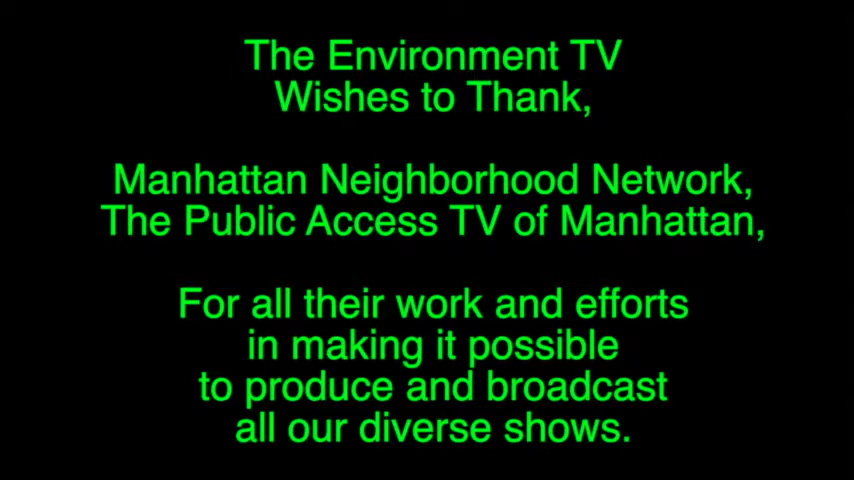 The Environment TV
Wishes to Thank,
Manhattan Neighborhood Network,
The Public Access TV of Manhattan,
For all their work and efforts
in making it possible
to produce and broadcast
all our diverse shows.